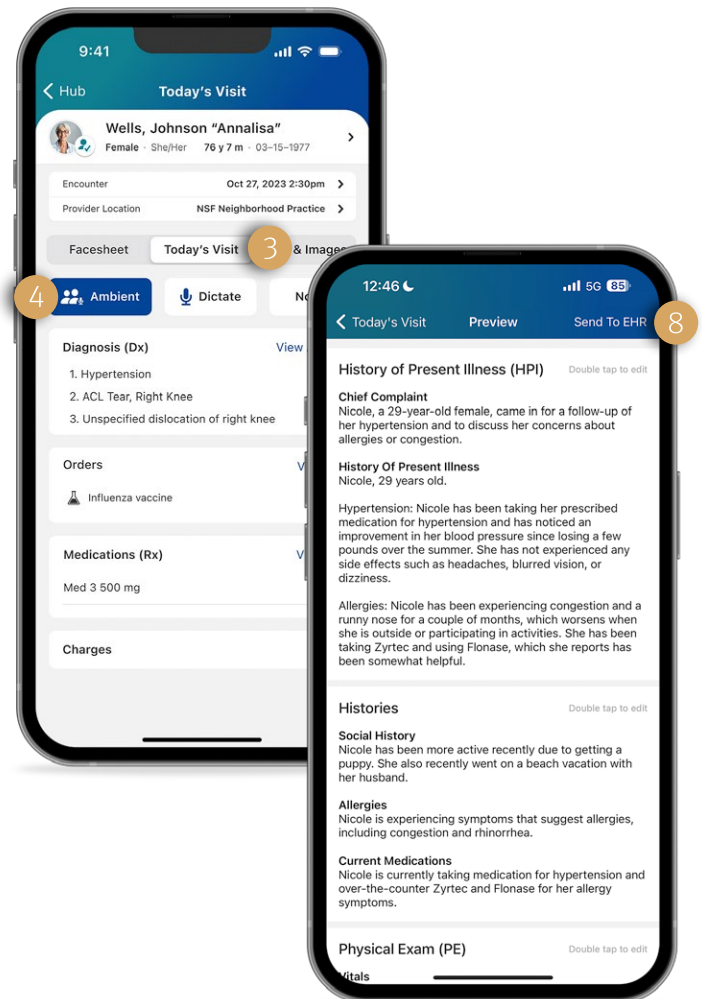 9:41
Hub
Today's Visit
Wells, Johnson “Annalisa”
Female · She/Her 76 y 7 m · 03-15-1977
Encounter
Oct 27, 2023 2:30pm
Provider Location
NSF Neighborhood Practice
Facesheet
Today's Visit
3
& Images
4
Ambient
Dictate
No
Diagnosis (Dx)
View
1. Hypertension
2. ACL Tear, Right Knee
3. Unspecified dislocation of right knee
Orders
V
Influenza vaccine
Medications (Rx)
V
Med 3 500 mg
Charges
12:46
5G 85
Today's Visit
Preview
Send To EHR
8
History of Present Illness (HPI)
Double tap to edit
Chief Complaint
Nicole, a 29-year-old female, came in for a follow-up of
her hypertension and to discuss her concerns about
allergies or congestion.
History Of Present Illness
Nicole, 29 years old.
Hypertension: Nicole has been taking her prescribed
medication for hypertension and has noticed an
improvement in her blood pressure since losing a few
pounds over the summer. She has not experienced any
side effects such as headaches, blurred vision, or
dizziness.
Allergies: Nicole has been experiencing congestion and a
runny nose for a couple of months, which worsens when
she is outside or participating in activities. She has been
taking Zyrtec and using Flonase, which she reports has
been somewhat helpful.
Histories
Double tap to edit
Social History
Nicole has been more active recently due to getting a
puppy. She also recently went on a beach vacation with
her husband.
Allergies
Nicole is experiencing symptoms that suggest allergies,
including congestion and rhinorrhea.
Current Medications
Nicole is currently taking medication for hypertension and
over-the-counter Zyrtec and Flonase for her allergy
symptoms.
Physical Exam (PE)
Double tap to edit
Vitals